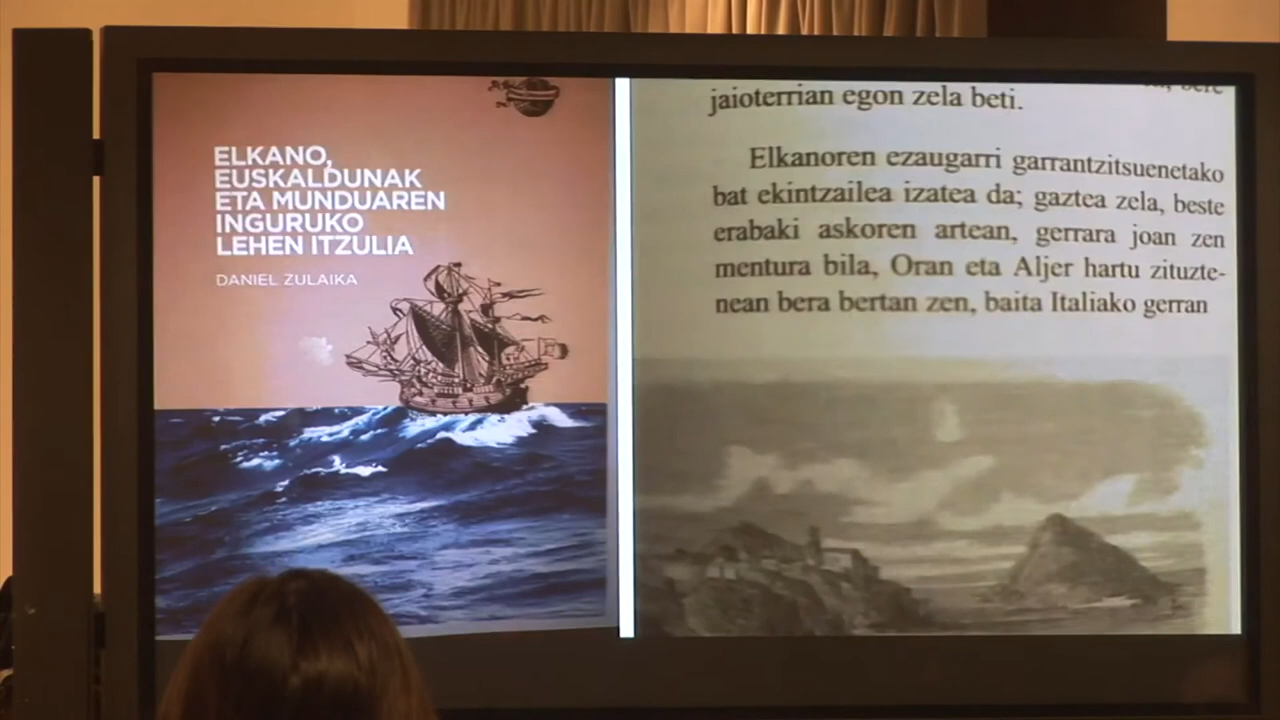 ELKANO,
EUSKALDUNAK
ETA MUNDUAREN
INGURUKO
LEHEN ITZULIA
DANIEL ZULAIKA
jaioterrian egon zela beti.
Elkanoren ezaugarri garrantzitsuenetako
bat ekintzailea izatea da; gaztea zela, beste
erabaki askoren artean, gerrara joan zen
mentura bila, Oran eta Aljer hartu zituzte-
nean bera bertan zen, baita Italiako gerran